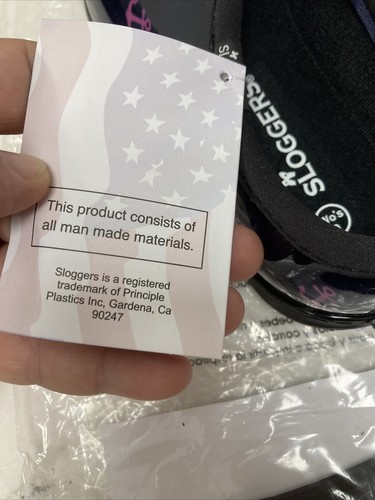 This product consists of
all man made materials.
Sloggers is a registered
trademark of Principle
Plastics Inc, Gardena, Ca
90247
SLOGGERS®
No's